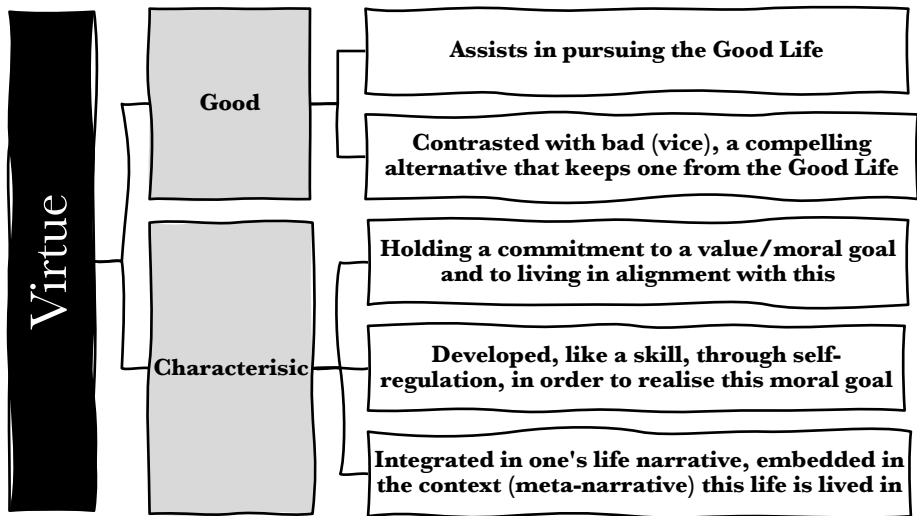 Virtue
Good
Assists in pursuing the Good Life
Contrasted with bad (vice), a compelling
alternative that keeps one from the Good Life
Characterisic
Holding a commitment to a value/moral goal
and to living in alignment with this
Developed, like a skill, through self-
regulation, in order to realise this moral goal
Integrated in one's life narrative, embedded in
the context (meta-narrative) this life is lived in